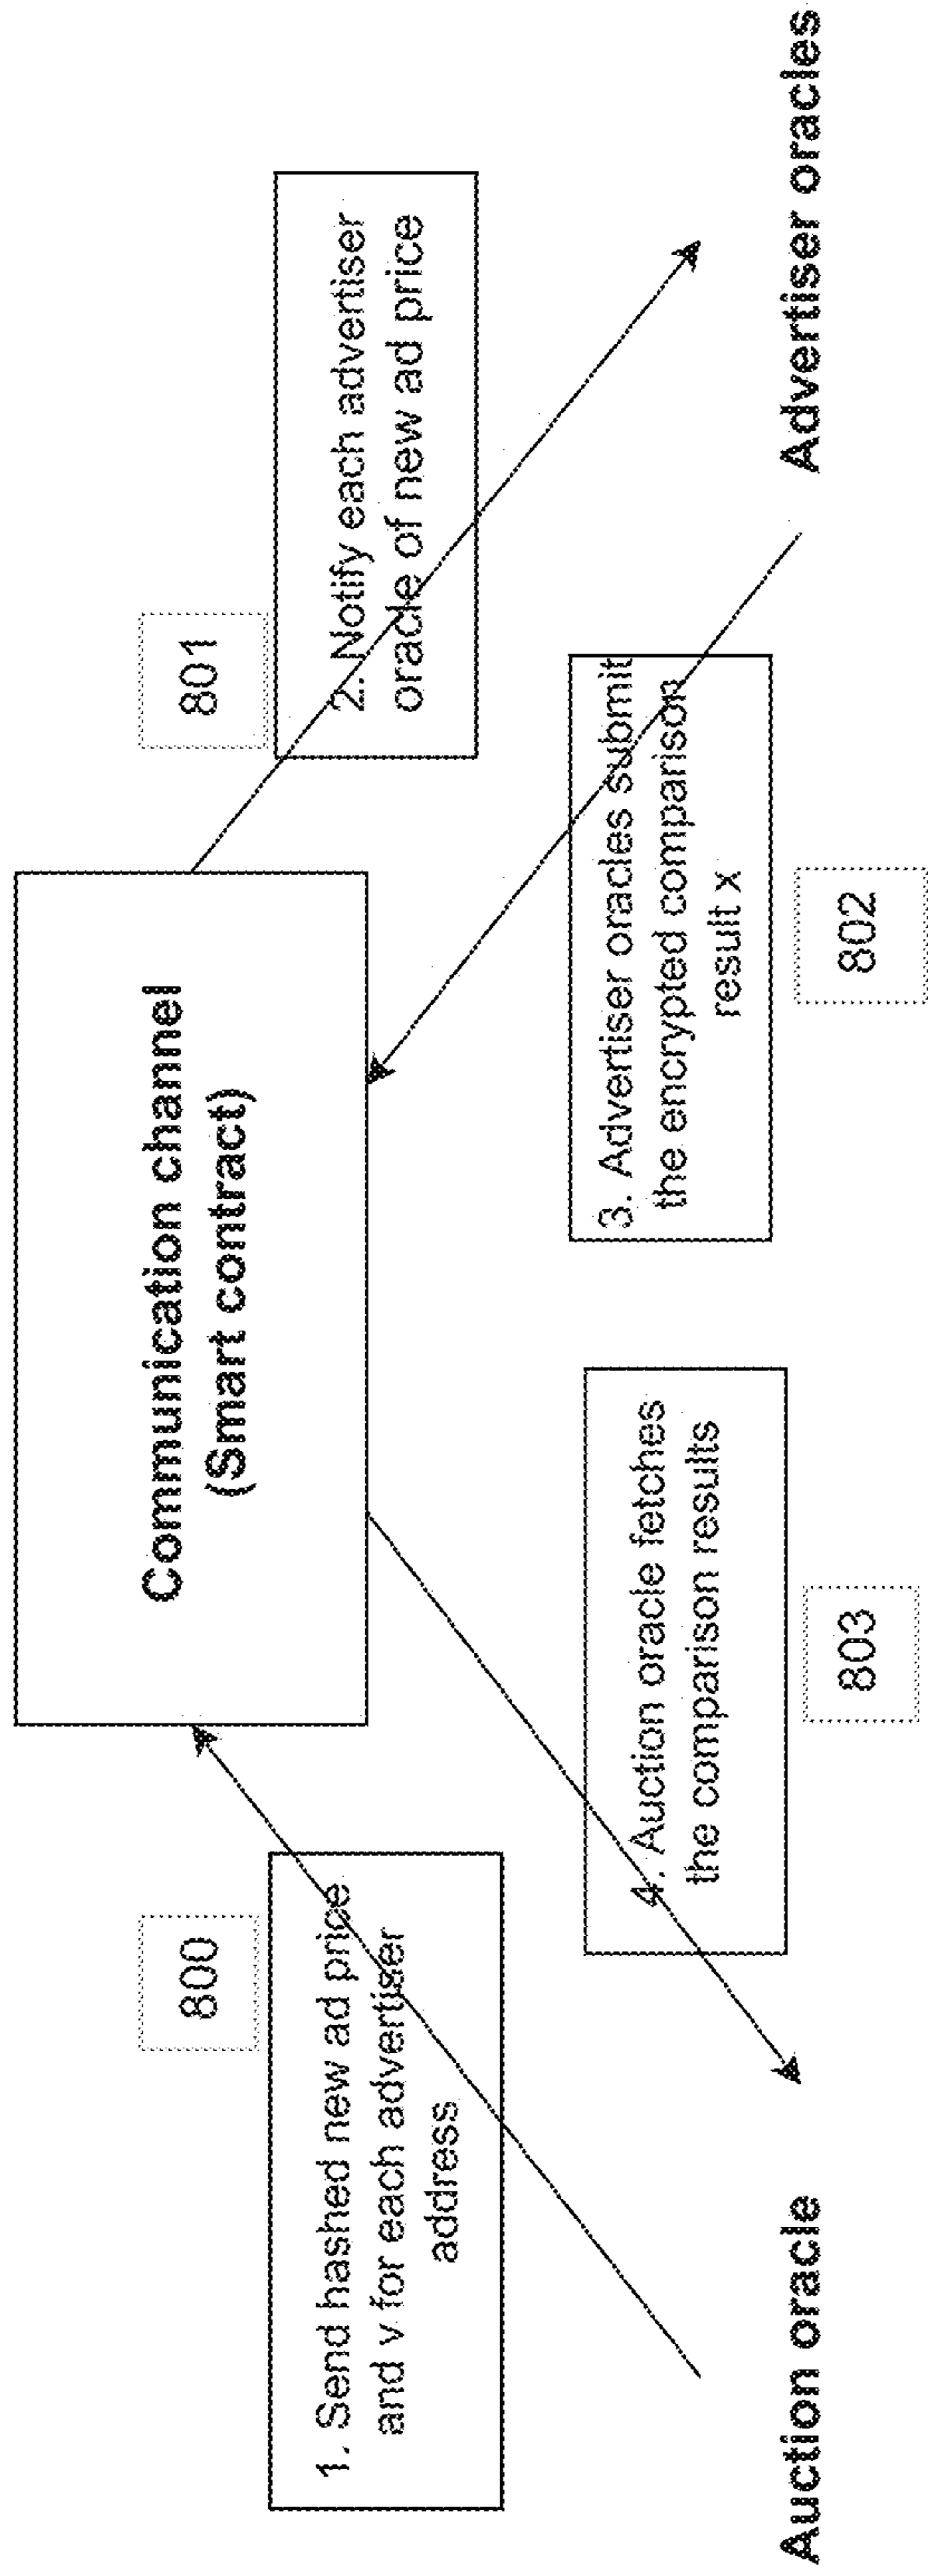 Communication channel
(Smart contract)
800
1. Send hashed new ad price
and v for each advertiser
address
801
2. Notify each advertiser
oracle of new ad price
4. Auction oracle fetches
the comparison results
803
3. Advertiser oracles submit
the encrypted comparison
result x
802
Auction oracle
Advertiser oracles